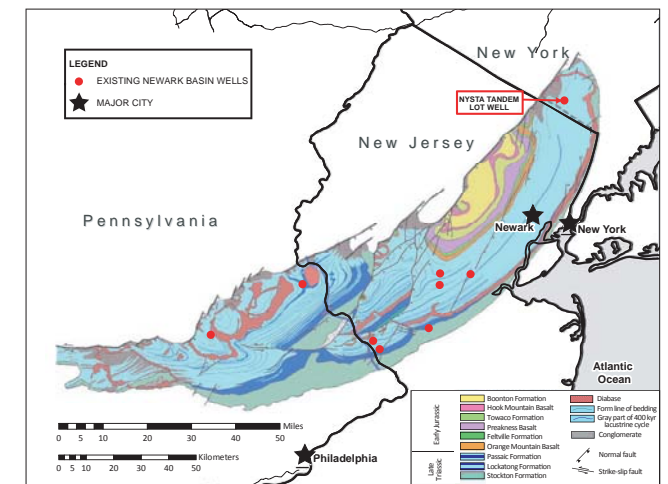 New York
LEGEND
EXISTING NEWARK BASIN WELLS
MAJOR CITY
NYSTA TANDEM
LOT WELL
New Jersey
Pennsylvania
Newark
New York
Atlantic
Ocean
Miles
0 5 10 20 30 40 50
Kilometers
0 5 10 20 30 40 50
Philadelphia
Early Jurassic
Late
Triassic
Boonton Formation
Hook Mountain Basalt
Towaco Formation
Preakness Basalt
Feltville Formation
Orange Mountain Basalt
Passaic Formation
Lockatong Formation
Stockton Formation
Diabase
Form line of bedding
Gray part of 400 kyr
lacustrine cycle
Conglomerate
Normal fault
Strike-slip fault